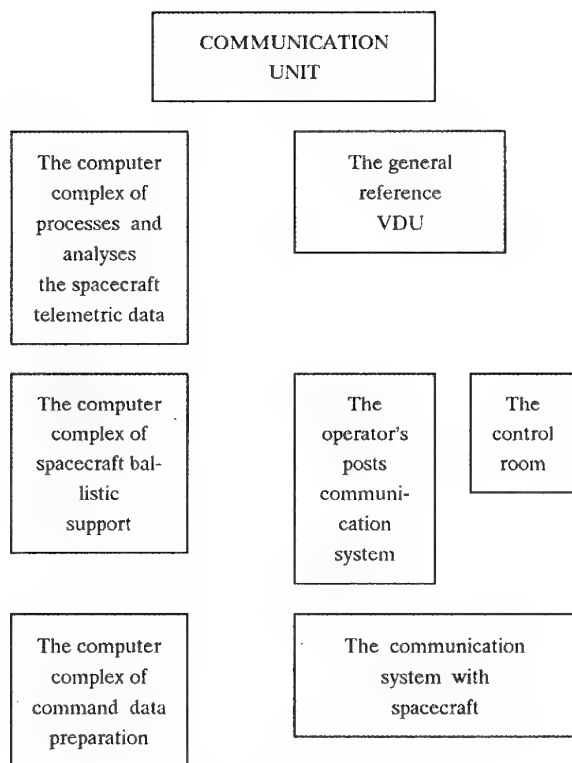 COMMUNICATION
UNIT
The computer
complex of
processes and
analyses
the spacecraft
telemetric data
The general
reference
VDU
The computer
complex of
spacecraft bal-
listic
support
The
operator's
posts
communi-
cation
system
The
control
room
The computer
complex of
command data
preparation
The communication
system with
spacecraft